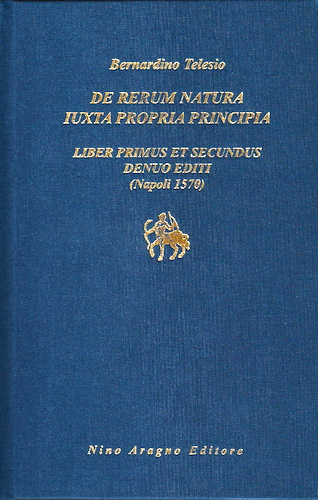 Bernardino Telesio
DE RERUM NATURA
IUXTA PROPRIA PRINCIPIA
LIBER PRIMUS ET SECUNDUS
DENUO EDITI
(Napoli 1570)
Nino Aragno Editore